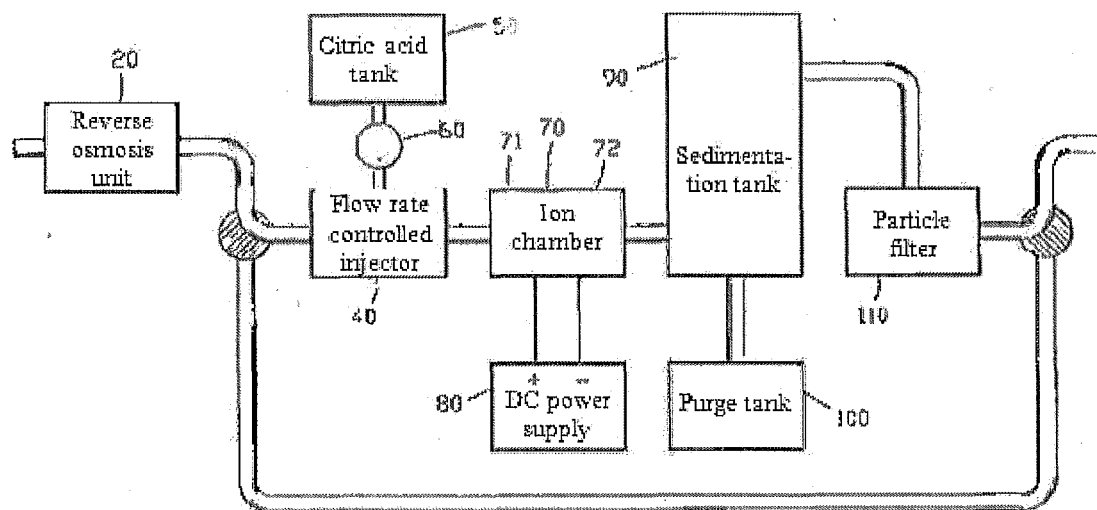 20
Reverse
osmosis
unit
Citric acid
tank
50
60
Flow rate
controlled
injector
40
71
70
72
Ion
chamber
80
+
−
DC power
supply
90
Sedimenta-
tion tank
Purge tank
100
Particle
filter
110